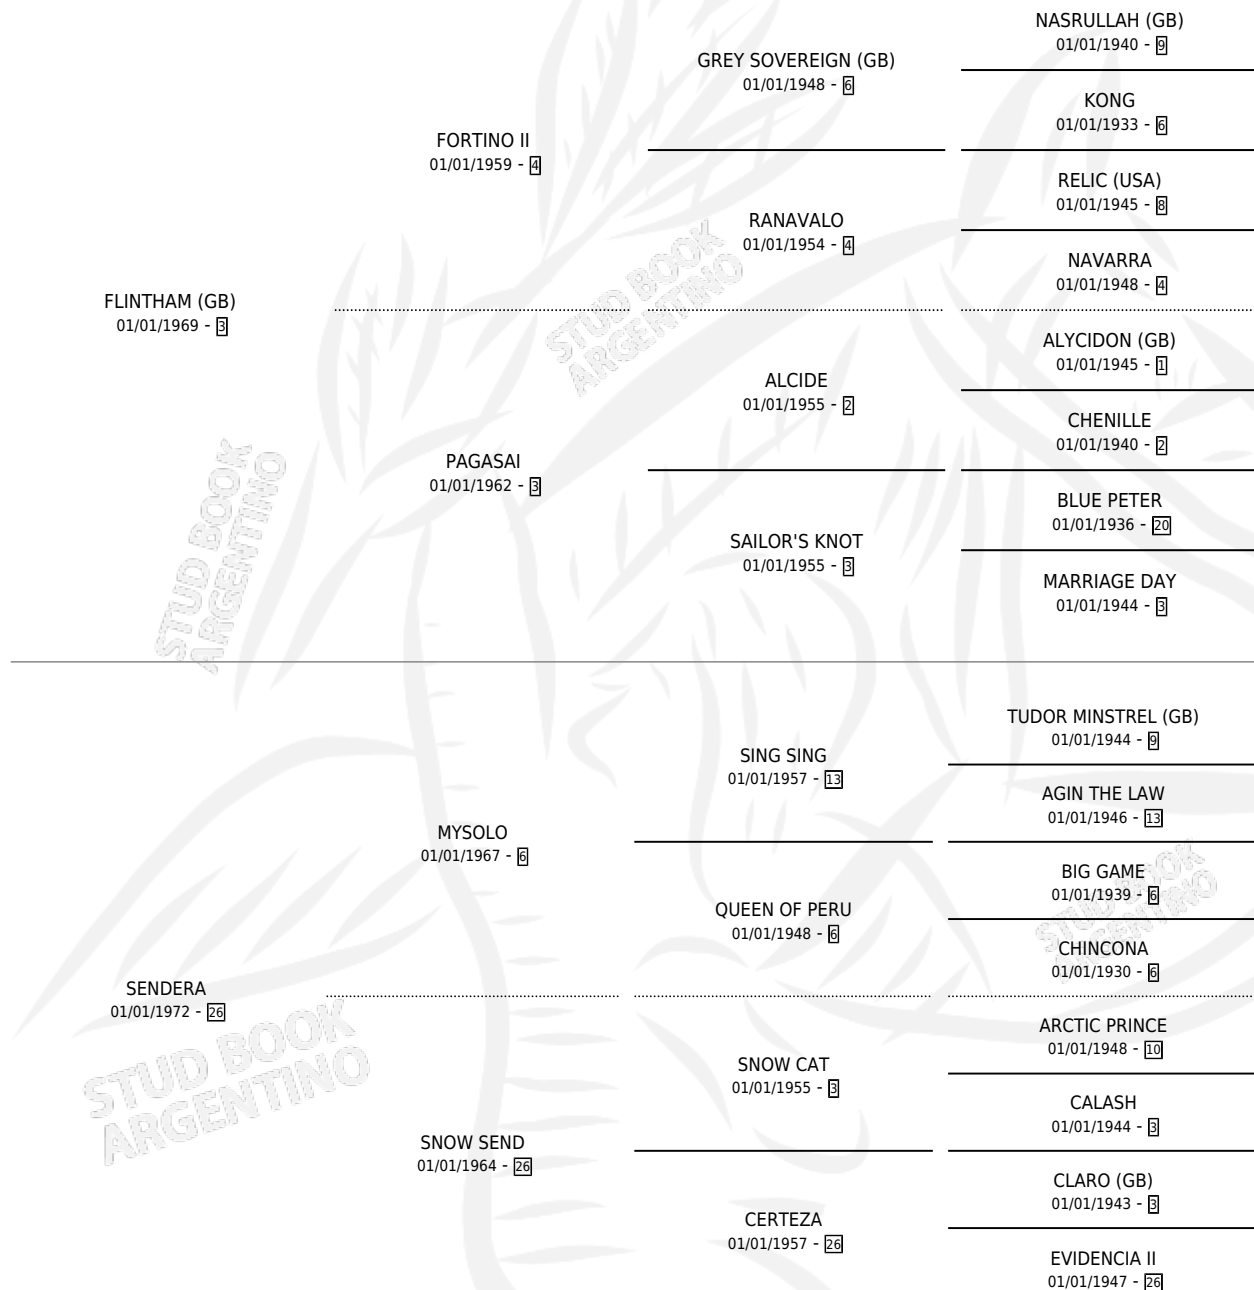 NASRULLAH (GB)
01/01/1940 - 9
GREY SOVEREIGN (GB)
01/01/1948 - 6
KONG
01/01/1933 - 6
FORTINO II
01/01/1959 - 4
RELIC (USA)
01/01/1945 - 8
RANAVALO
01/01/1954 - 4
NAVARRA
01/01/1948 - 4
FLINTHAM (GB)
01/01/1969 - 3
ALYCIDON (GB)
01/01/1945 - 1
ALCIDE
01/01/1955 - 2
CHENILLE
01/01/1940 - 2
PAGASAI
01/01/1962 - 3
BLUE PETER
01/01/1936 - 20
SAILOR'S KNOT
01/01/1955 - 3
MARRIAGE DAY
01/01/1944 - 3
TUDOR MINSTREL (GB)
01/01/1944 - 9
SING SING
01/01/1957 - 13
AGIN THE LAW
01/01/1946 - 13
MYSOLO
01/01/1967 - 6
BIG GAME
01/01/1939 - 6
QUEEN OF PERU
01/01/1948 - 6
CHINCONA
01/01/1930 - 6
SENDERA
01/01/1972 - 26
ARCTIC PRINCE
01/01/1948 - 10
SNOW CAT
01/01/1955 - 3
CALASH
01/01/1944 - 3
SNOW SEND
01/01/1964 - 26
CLARO (GB)
01/01/1943 - 3
CERTEZA
01/01/1957 - 26
EVIDENCIA II
01/01/1947 - 26
STUD BOOK
ARGENTINO
STUD BOOK
ARGENTINO
STUD BOOK
ARGENTINO
STUD BOOK
ARGENTINO